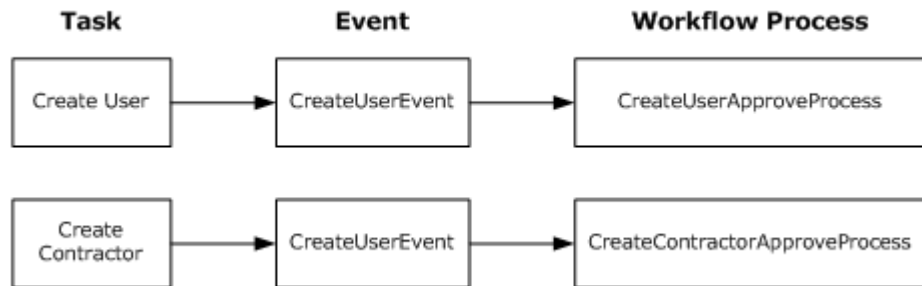 Task Event Workflow Process
Create User CreateUserEvent CreateUserApproveProcess
Create
Contractor CreateUserEvent CreateContractorApproveProcess